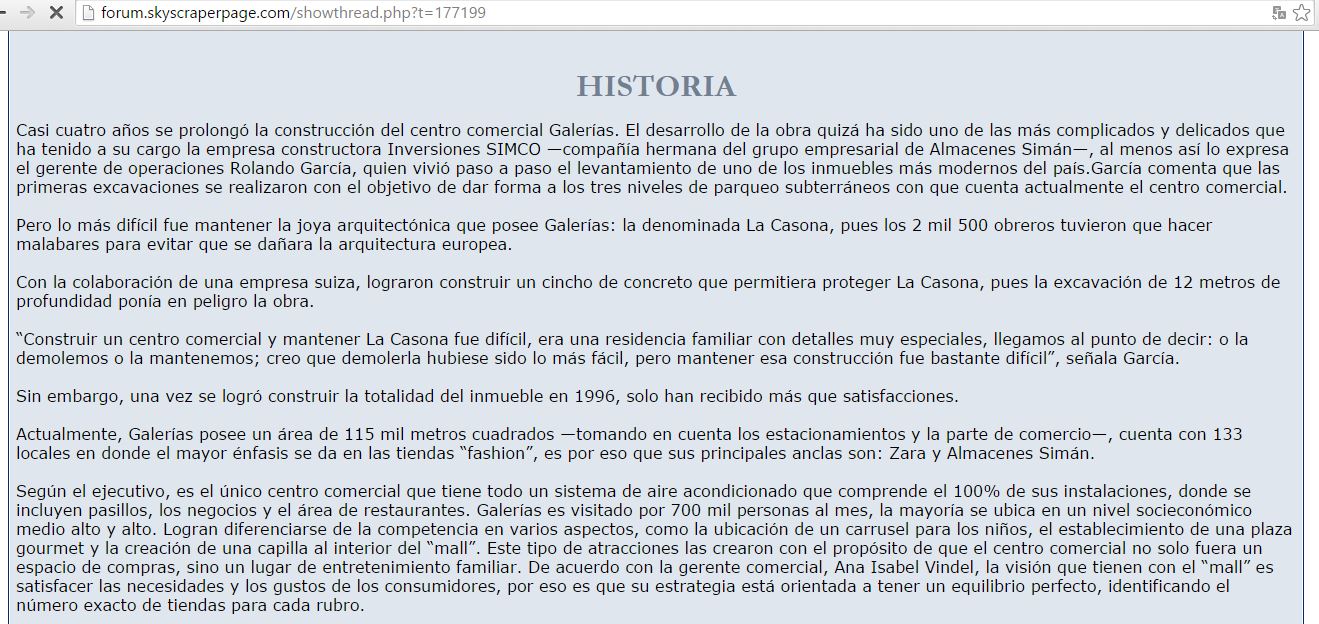 forum.skyscraperpage.com/showthread.php?t=177199
HISTORIA
Casi cuatro años se prolongó la construcción del centro comercial Galerías. El desarrollo de la obra quizá ha sido uno de las más complicados y delicados que
ha tenido a su cargo la empresa constructora Inversiones SIMCO —compañía hermana del grupo empresarial de Almacenes Simán—, al menos así lo expresa
el gerente de operaciones Rolando García, quien vivió paso a paso el levantamiento de uno de los inmuebles más modernos del país.García comenta que las
primeras excavaciones se realizaron con el objetivo de dar forma a los tres niveles de parqueo subterráneos con que cuenta actualmente el centro comercial.
Pero lo más difícil fue mantener la joya arquitectónica que posee Galerías: la denominada La Casona, pues los 2 mil 500 obreros tuvieron que hacer
malabares para evitar que se dañara la arquitectura europea.
Con la colaboración de una empresa suiza, lograron construir un cincho de concreto que permitiera proteger La Casona, pues la excavación de 12 metros de
profundidad ponía en peligro la obra.
“Construir un centro comercial y mantener La Casona fue difícil, era una residencia familiar con detalles muy especiales, llegamos al punto de decir: o la
demolemos o la mantenemos; creo que demolerla hubiese sido lo más fácil, pero mantener esa construcción fue bastante difícil”, señala García.
Sin embargo, una vez se logró construir la totalidad del inmueble en 1996, solo han recibido más que satisfacciones.
Actualmente, Galerías posee un área de 115 mil metros cuadrados —tomando en cuenta los estacionamientos y la parte de comercio—, cuenta con 133
locales en donde el mayor énfasis se da en las tiendas “fashion”, es por eso que sus principales anclas son: Zara y Almacenes Simán.
Según el ejecutivo, es el único centro comercial que tiene todo un sistema de aire acondicionado que comprende el 100% de sus instalaciones, donde se
incluyen pasillos, los negocios y el área de restaurantes. Galerías es visitado por 700 mil personas al mes, la mayoría se ubica en un nivel socieconómico
medio alto y alto. Logran diferenciarse de la competencia en varios aspectos, como la ubicación de un carrusel para los niños, el establecimiento de una plaza
gourmet y la creación de una capilla al interior del “mall”. Este tipo de atracciones las crearon con el propósito de que el centro comercial no solo fuera un
espacio de compras, sino un lugar de entretenimiento familiar. De acuerdo con la gerente comercial, Ana Isabel Vindel, la visión que tienen con el “mall” es
satisfacer las necesidades y los gustos de los consumidores, por eso es que su estrategia está orientada a tener un equilibrio perfecto, identificando el
número exacto de tiendas para cada rubro.